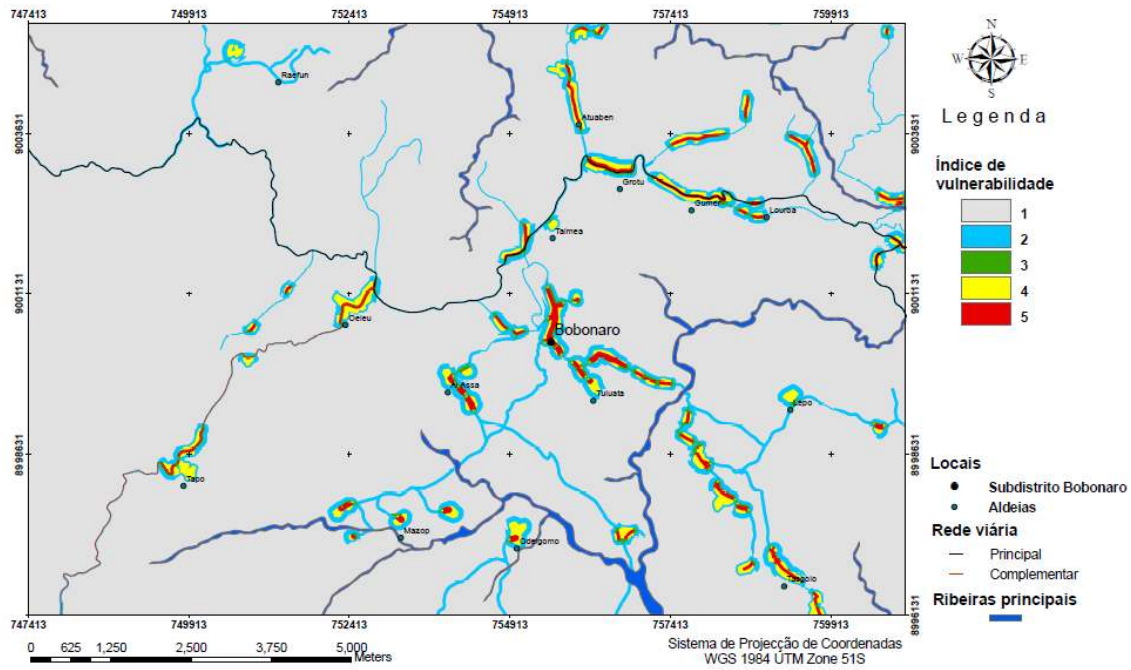 747413 749913 752413 754913 757413 759913
N
W E
S
Legenda
Índice de
vulnerabilidade
1
2
3
4
5
Raefun
Atuaben
9003631 9003631
Grotu
Gumer
Lourba
Talmea
9001131 9001131
Oeleu
Bobonaro
Ai Assa
Tuluata
Lepo
8998631 8998631
Tapo
Mazop
Odelgomo
Tasgolo
8996131
Locais
Subdistrito Bobonaro
Aldeias
Rede viária
Principal
Complementar
Ribeiras principais
747413 749913 752413 754913 757413 759913
0 625 1,250 2,500 3,750 5,000
Meters
Sistema de Projecção de Coordenadas
WGS 1984 UTM Zone 51S